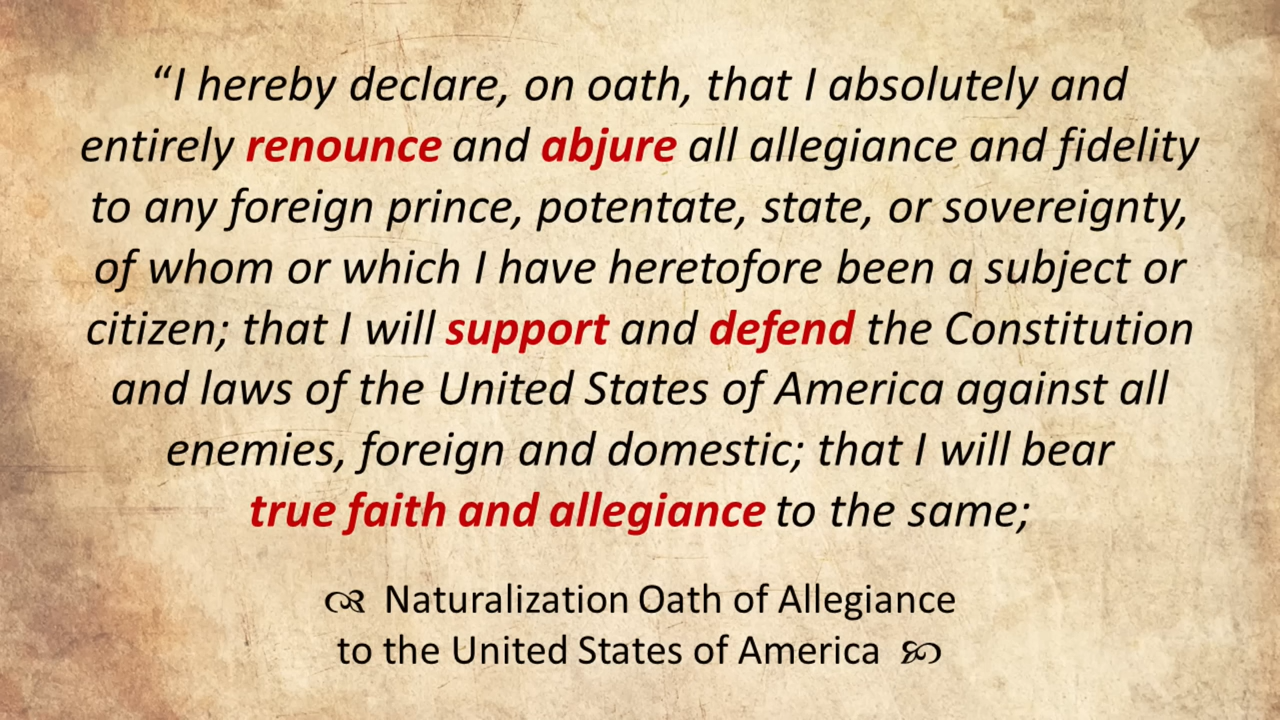 “I hereby declare, on oath, that I absolutely and
entirely renounce and abjure all allegiance and fidelity
to any foreign prince, potentate, state, or sovereignty,
of whom or which I have heretofore been a subject or
citizen; that I will support and defend the Constitution
and laws of the United States of America against all
enemies, foreign and domestic; that I will bear
true faith and allegiance to the same;
Naturalization Oath of Allegiance
to the United States of America